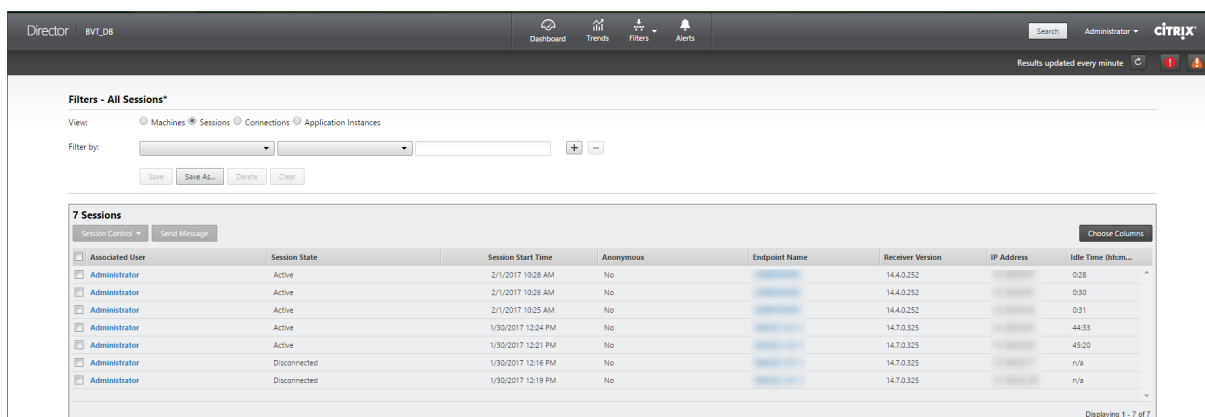 Director BVT_DB Dashboard Trends Filters Alerts Search Administrator CİTRIX
Results updated every minute
Filters - All Sessions*
View: Machines Sessions Connections Application Instances
Filter by: + −
Save Save As... Delete Clear
7 Sessions
Session Control Send Message Choose Columns
Associated User Session State Session Start Time Anonymous Endpoint Name Receiver Version IP Address Idle Time (hh:m...
Administrator Active 2/1/2017 10:28 AM No 14.4.0.252 0:28
Administrator Active 2/1/2017 10:26 AM No 14.4.0.252 0:30
Administrator Active 2/1/2017 10:25 AM No 14.4.0.252 0:31
Administrator Active 1/30/2017 12:24 PM No 14.7.0.325 44:33
Administrator Active 1/30/2017 12:21 PM No 14.7.0.325 45:20
Administrator Disconnected 1/30/2017 12:16 PM No 14.7.0.325 n/a
Administrator Disconnected 1/30/2017 12:19 PM No 14.7.0.325 n/a
Displaying 1 - 7 of 7